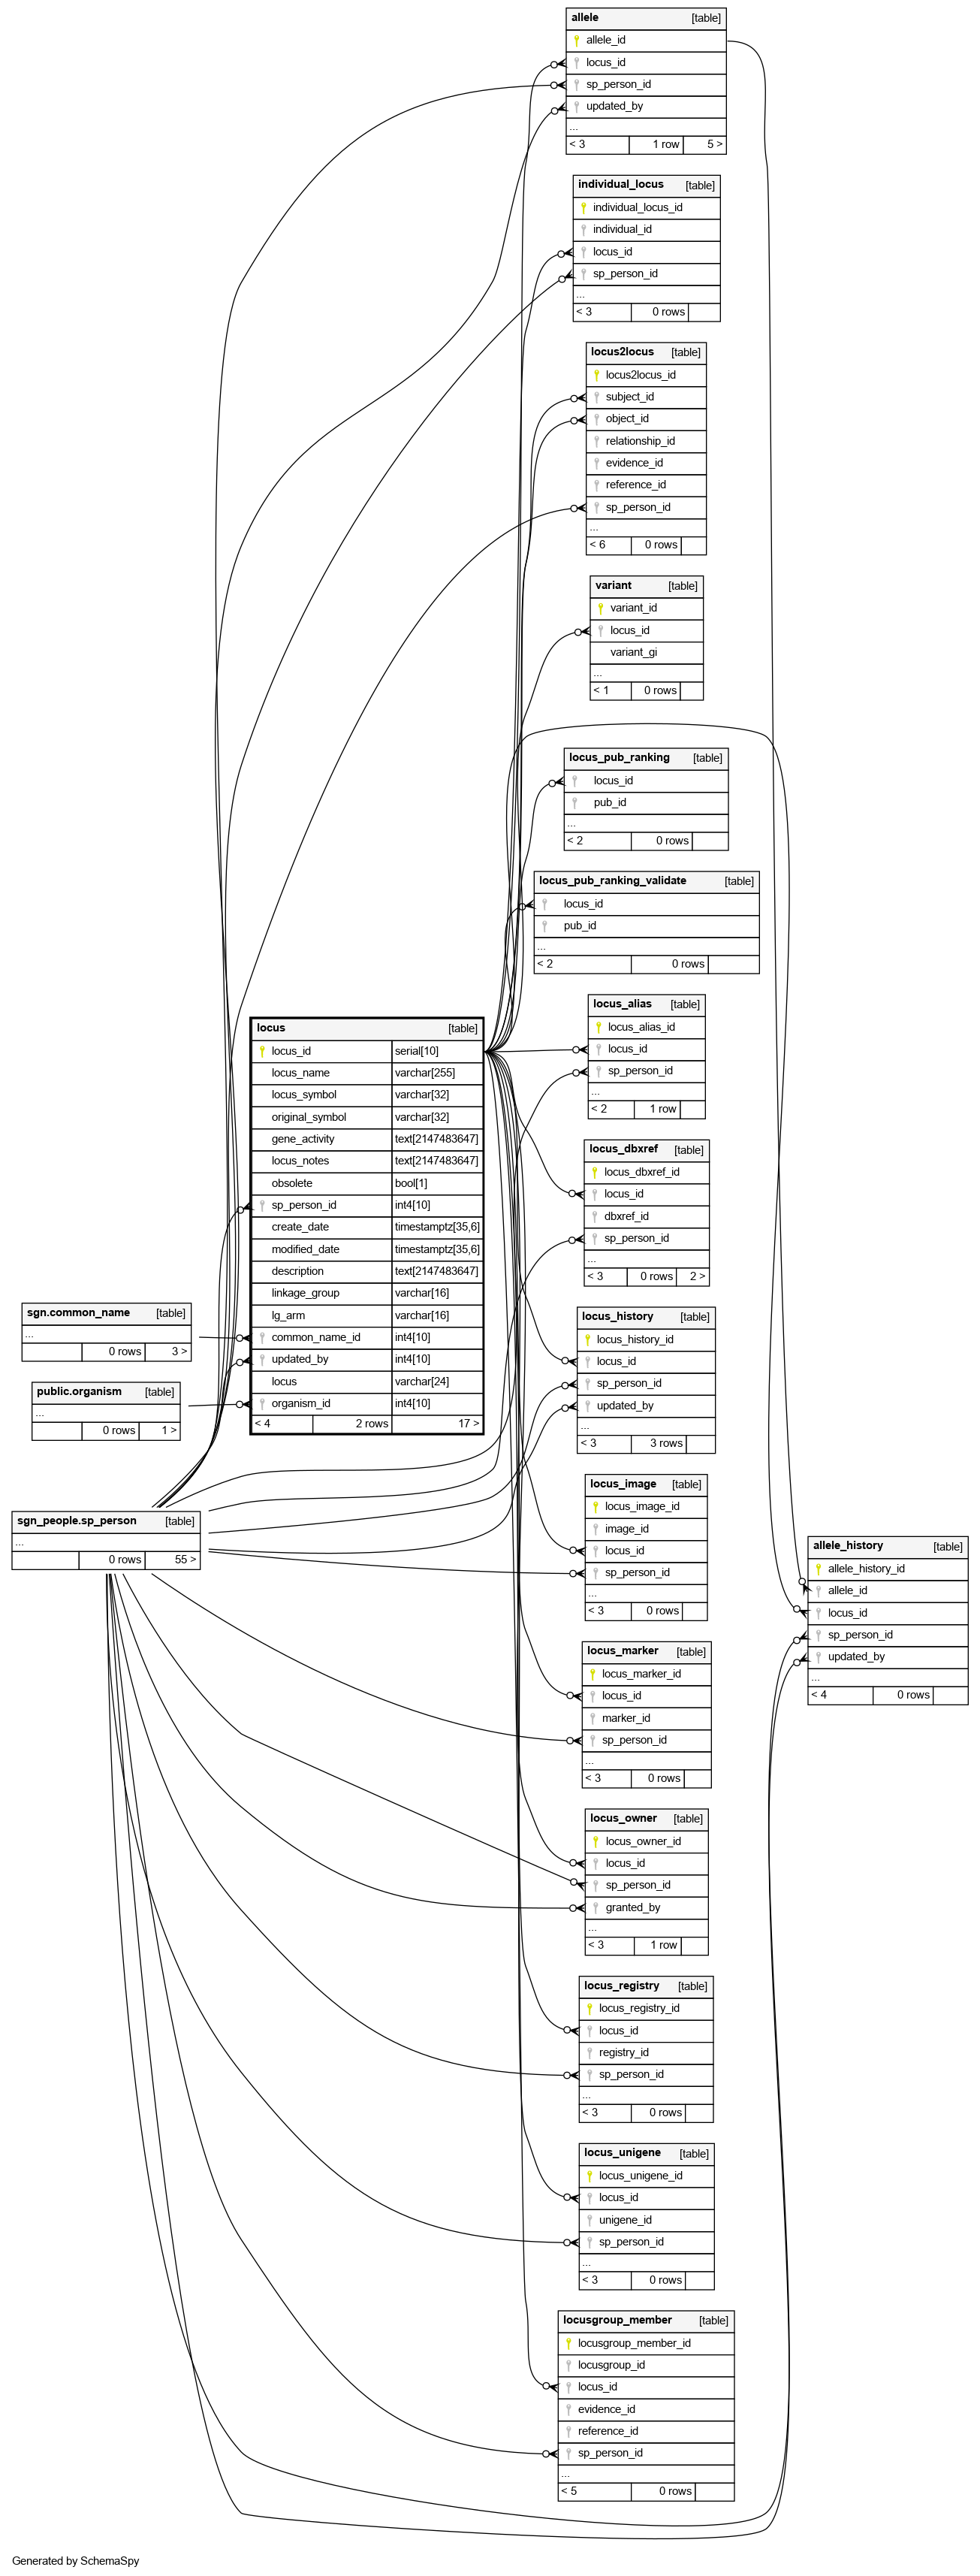 allele [table]
allele_id
locus_id
sp_person_id
updated_by
...
< 3 1 row 5 >
individual_locus [table]
individual_locus_id
individual_id
locus_id
sp_person_id
...
< 3 0 rows
locus2locus [table]
locus2locus_id
subject_id
object_id
relationship_id
evidence_id
reference_id
sp_person_id
...
< 6 0 rows
variant [table]
variant_id
locus_id
variant_gi
...
< 1 0 rows
locus_pub_ranking [table]
locus_id
pub_id
...
< 2 0 rows
locus_pub_ranking_validate [table]
locus_id
pub_id
...
< 2 0 rows
locus_alias [table]
locus_alias_id
locus_id
sp_person_id
...
< 2 1 row
locus [table]
locus_id serial[10]
locus_name varchar[255]
locus_symbol varchar[32]
original_symbol varchar[32]
gene_activity text[2147483647]
locus_notes text[2147483647]
obsolete bool[1]
sp_person_id int4[10]
create_date timestamptz[35,6]
modified_date timestamptz[35,6]
description text[2147483647]
linkage_group varchar[16]
lg_arm varchar[16]
common_name_id int4[10]
updated_by int4[10]
locus varchar[24]
organism_id int4[10]
< 4 2 rows 17 >
locus_dbxref [table]
locus_dbxref_id
locus_id
dbxref_id
sp_person_id
...
< 3 0 rows 2 >
sgn.common_name [table]
...
0 rows 3 >
locus_history [table]
locus_history_id
locus_id
sp_person_id
updated_by
...
< 3 3 rows
public.organism [table]
...
0 rows 1 >
locus_image [table]
locus_image_id
image_id
locus_id
sp_person_id
...
< 3 0 rows
sgn_people.sp_person [table]
...
0 rows 55 >
allele_history [table]
allele_history_id
allele_id
locus_id
sp_person_id
updated_by
...
< 4 0 rows
locus_marker [table]
locus_marker_id
locus_id
marker_id
sp_person_id
...
< 3 0 rows
locus_owner [table]
locus_owner_id
locus_id
sp_person_id
granted_by
...
< 3 1 row
locus_registry [table]
locus_registry_id
locus_id
registry_id
sp_person_id
...
< 3 0 rows
locus_unigene [table]
locus_unigene_id
locus_id
unigene_id
sp_person_id
...
< 3 0 rows
locusgroup_member [table]
locusgroup_member_id
locusgroup_id
locus_id
evidence_id
reference_id
sp_person_id
...
< 5 0 rows
Generated by SchemaSpy